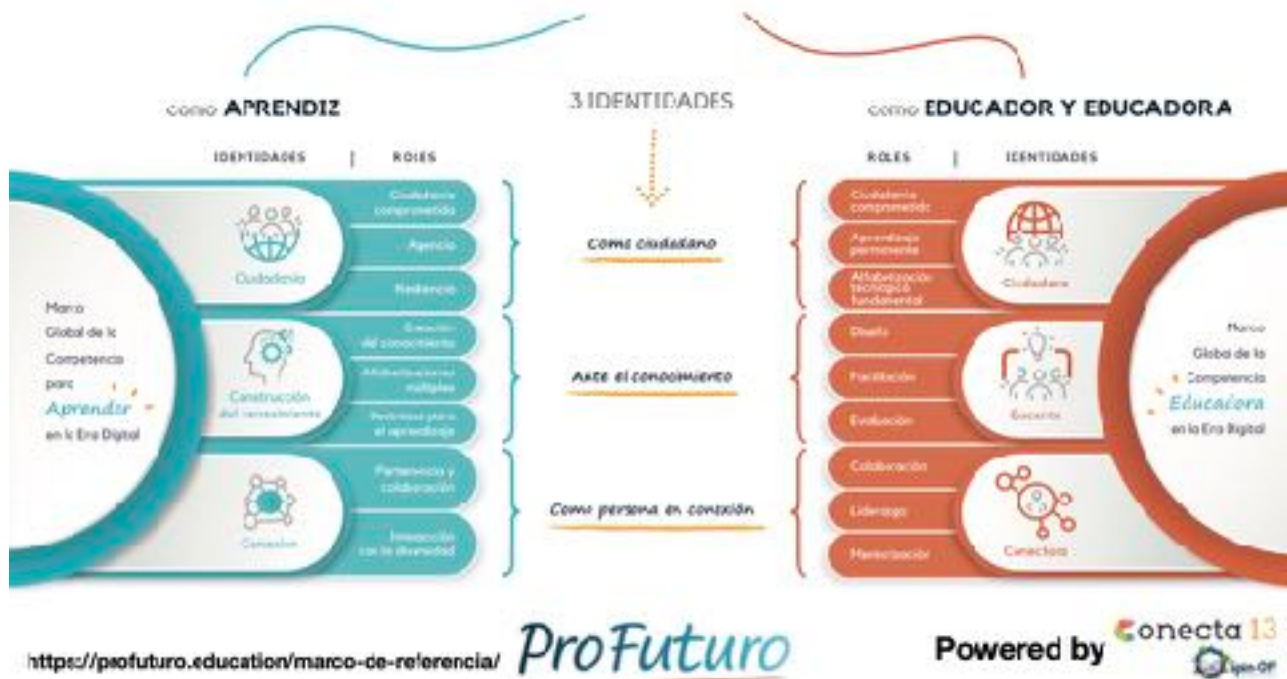 como APRENDIZ
3 IDENTIDADES
como EDUCADOR Y EDUCADORA
IDENTIDADES | ROLES
ROLES | IDENTIDADES
Ciudadanía
Ciudadanía
comprometida
Agencia
Resiliencia
Como ciudadano
Ciudadanía
comprometida
Aprendizaje
permanente
Alfabetización
tecnológica
fundamental
Ciudadana
Marco
Global de la
Competencia
para
Aprender
en la Era Digital
Construcción
del conocimiento
Creación
del conocimiento
Alfabetizaciones
múltiples
el aprendizaje
Ante el conocimiento
Diseño
Facilitación
Evaluación
Docente
Marco
Global de la
Competencia
Educadora
en la Era Digital
Conexión
Pertenencia y
colaboración
Interacción
con la diversidad
Como persona en conexión
Colaboración
Liderazgo
Mentorización
Conectora
https://profuturo.education/marco-de-referencia/
ProFuturo
Powered by
Conecta 13